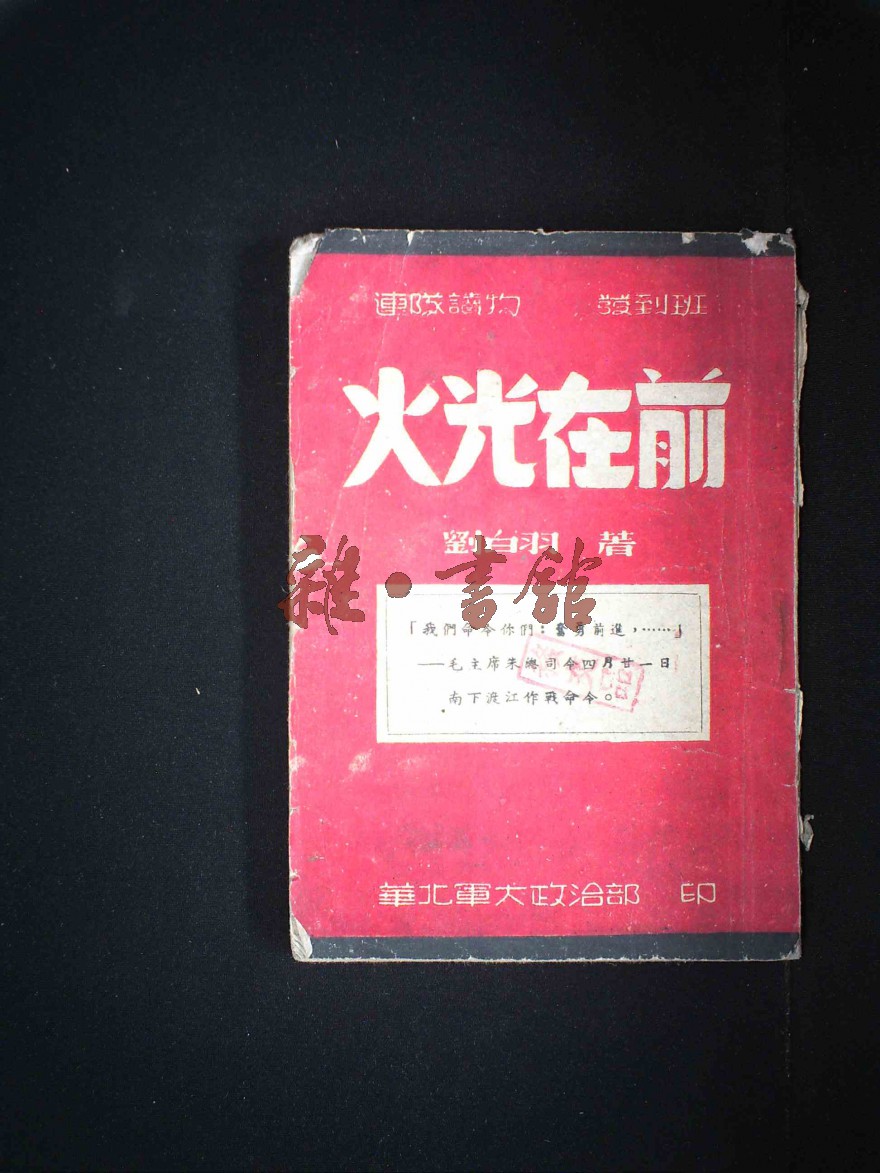 連隊讀物 發到班
火光在前
劉白羽 著
雜·書館
「我們命令你們：奮勇前進，……」
——毛主席朱總司令四月廿一日
南下渡江作戰命令。
華北軍大政治部 印